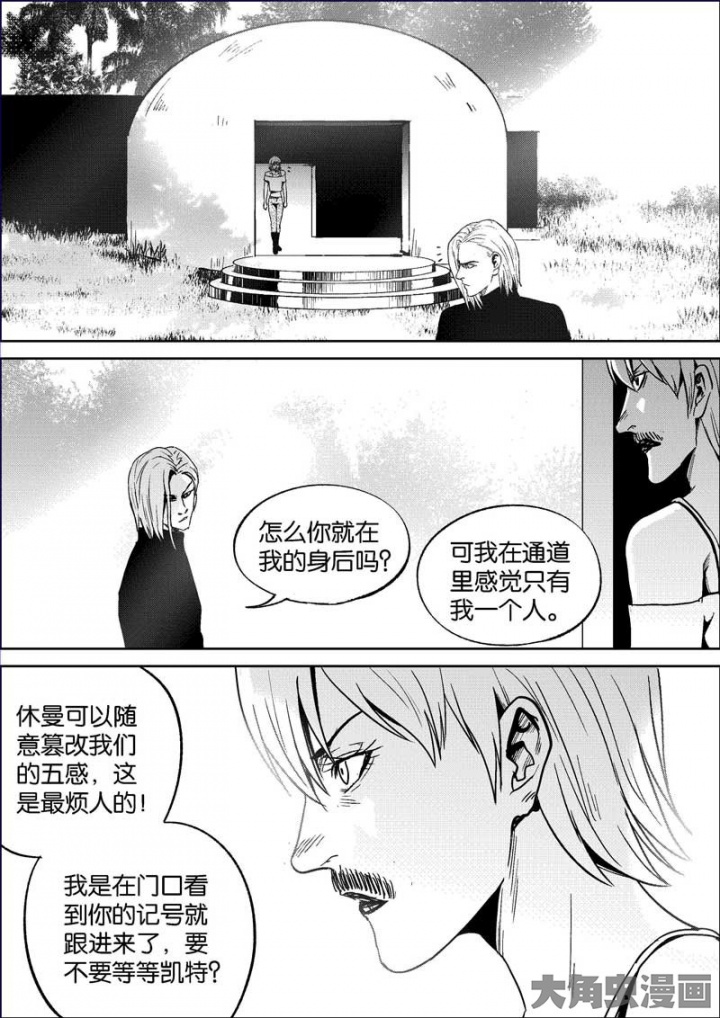 怎么你就在
我的身后吗?
可我在通道
里感觉只有
我一个人。
休曼可以随
意篡改我们
的五感，这
是最烦人的!
我是在门口看
到你的记号就
跟进来了，要
不要等等凯特?
大角虫漫画